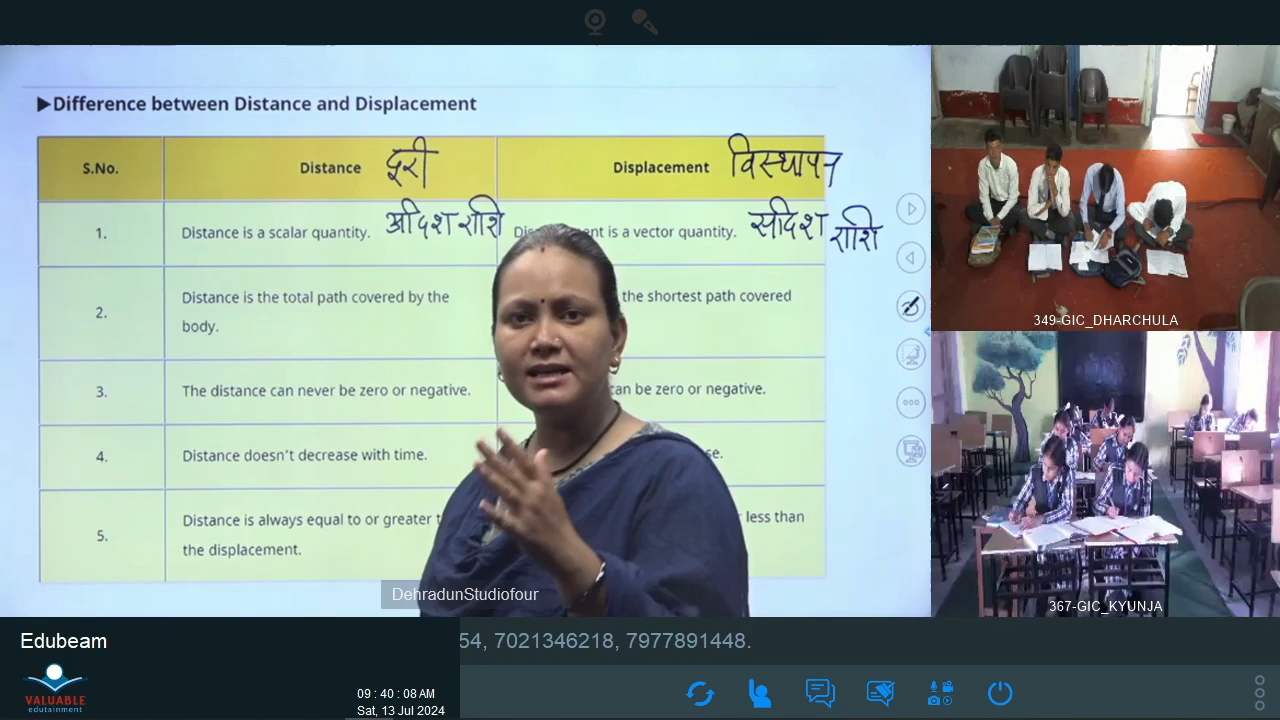 ▶Difference between Distance and Displacement
S.No.
Distance दूरी
Displacement विस्थापन
1.
Distance is a scalar quantity. अदिश राशि
is a vector quantity. सदिश राशि
2.
Distance is the total path covered by the
body.
the shortest path covered
3.
The distance can never be zero or negative.
can be zero or negative.
4.
Distance doesn't decrease with time.
5.
Distance is always equal to or greater
the displacement.
less than
DehradunStudiofour
349-GIC_DHARCHULA
367-GIC_KYUNJA
Edubeam
54, 7021346218, 7977891448.
VALUABLE
edutainment
09 : 40 : 08 AM
Sat, 13 Jul 2024